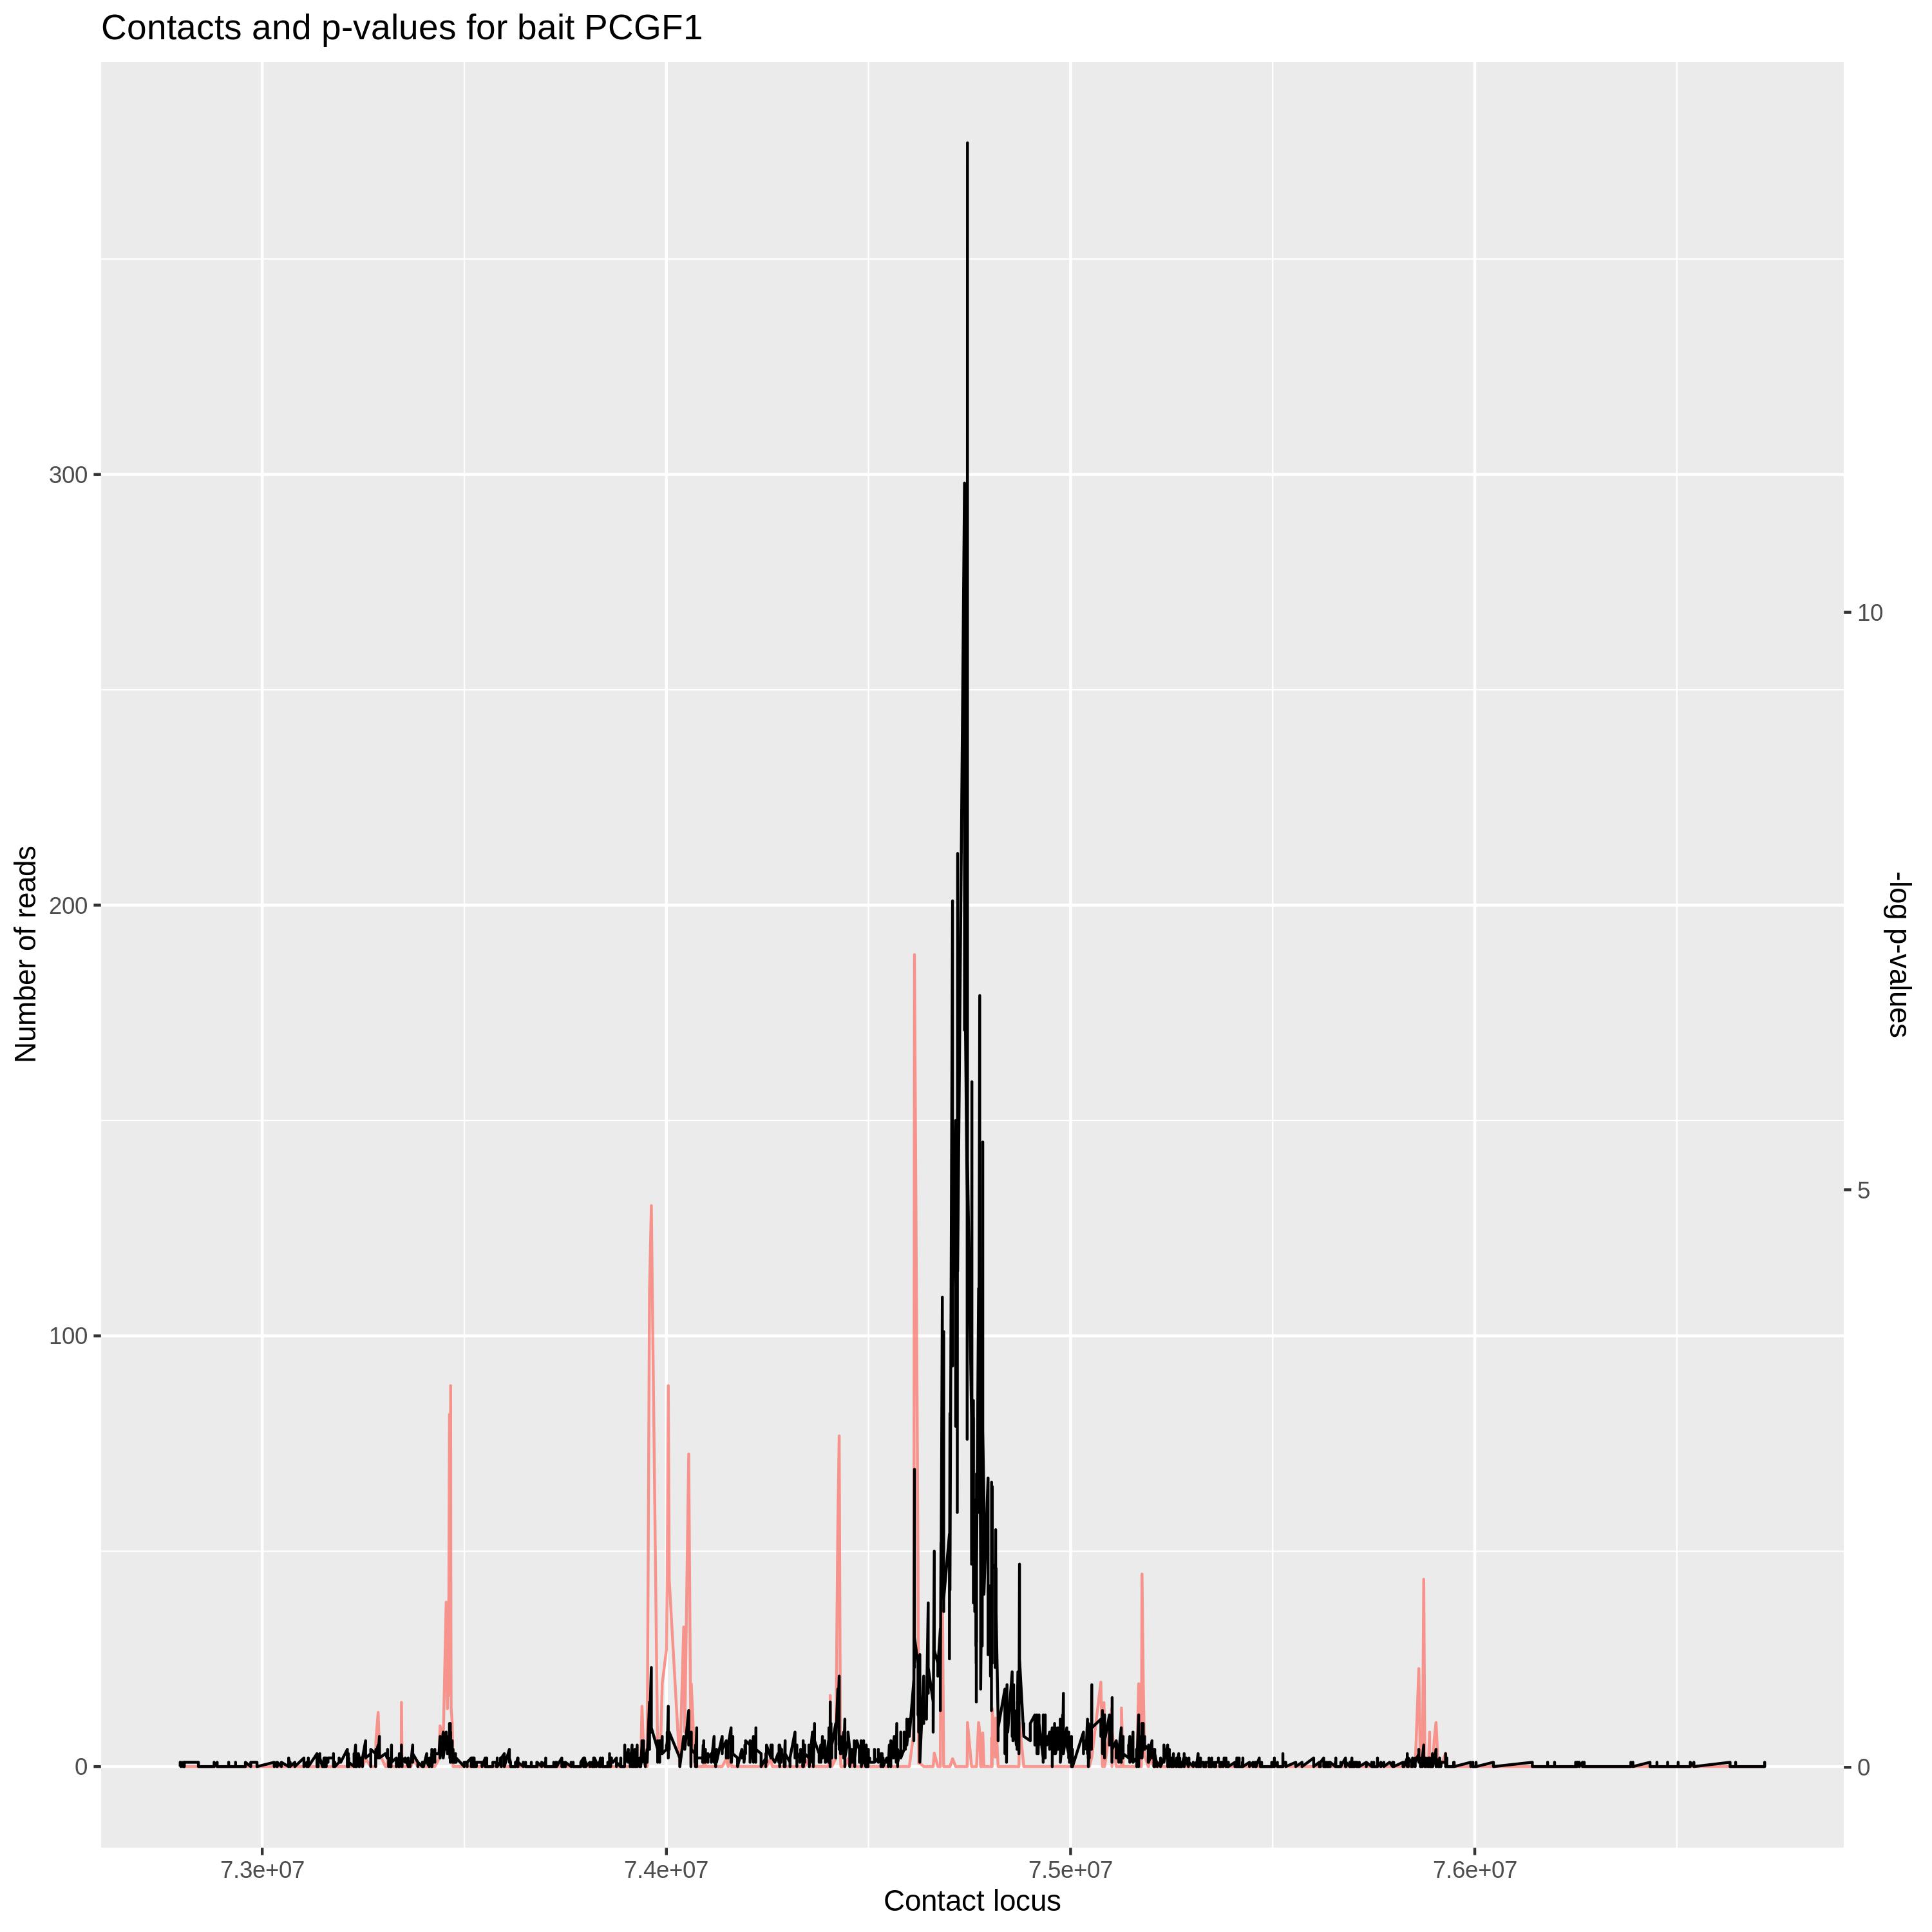 Contacts and p-values for bait PCGF1
Number of reads
300
200
100
0
10
5
0
-log p-values
7.3e+07
7.4e+07
7.5e+07
7.6e+07
Contact locus